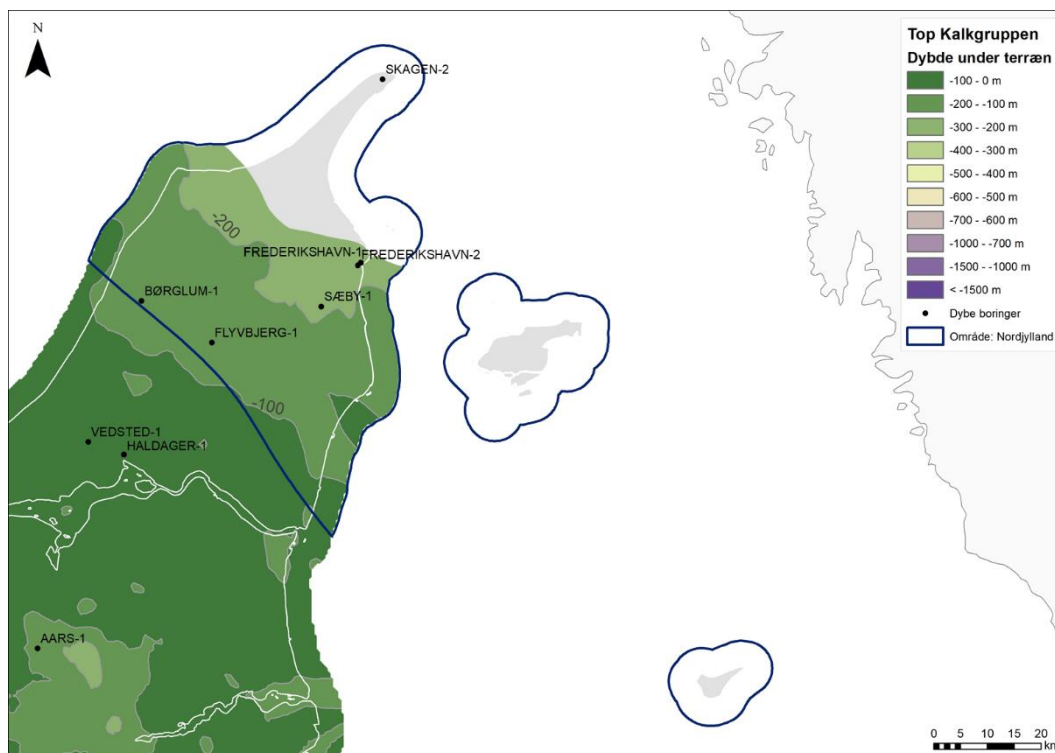 N
SKAGEN-2
-200
FREDERIKSHAVN-1
FREDERIKSHAVN-2
BØRGLUM-1
SÆBY-1
FLYVBJERG-1
-100
VEDSTED-1
HALDAGER-1
AARS-1
Top Kalkgruppen
Dybde under terræn
-100 - 0 m
-200 - -100 m
-300 - -200 m
-400 - -300 m
-500 - -400 m
-600 - -500 m
-700 - -600 m
-1000 - -700 m
-1500 - -1000 m
< -1500 m
Dybe boringer
Område: Nordjylland
0 5 10 15 20
km